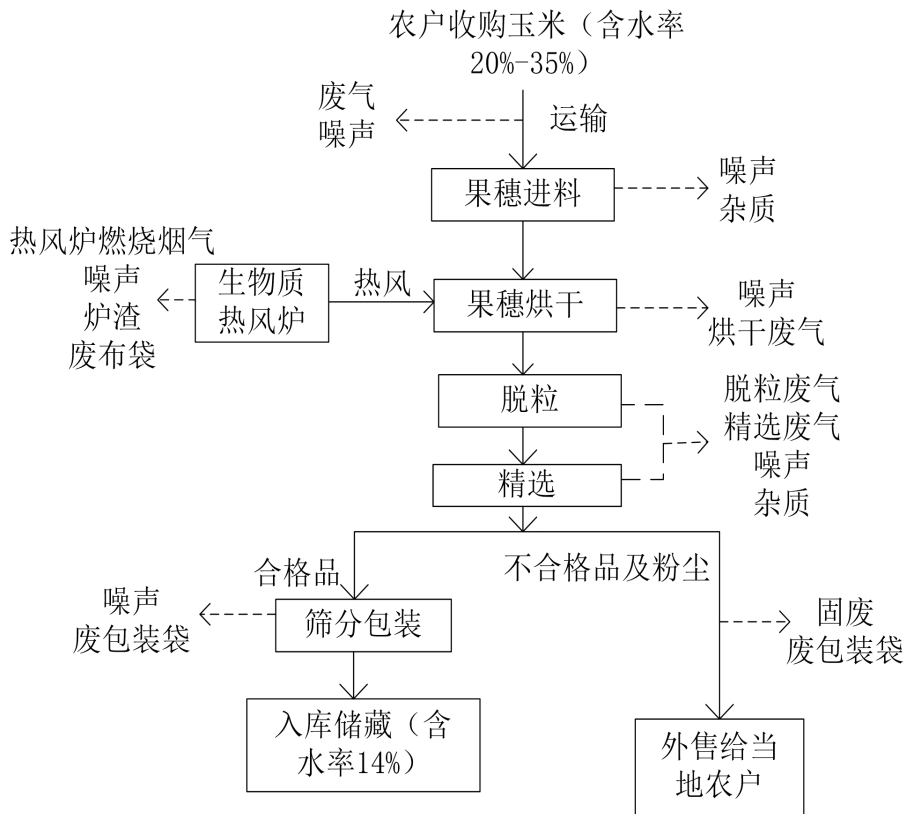 农户收购玉米（含水率
20%-35%）
废气
噪声
运输
果穗进料
噪声
杂质
热风炉燃烧烟气
噪声
炉渣
废布袋
生物质
热风炉
热风
果穗烘干
噪声
烘干废气
脱粒
脱粒废气
精选废气
噪声
杂质
精选
合格品
不合格品及粉尘
噪声
废包装袋
筛分包装
固废
废包装袋
入库储藏（含
水率14%）
外售给当
地农户